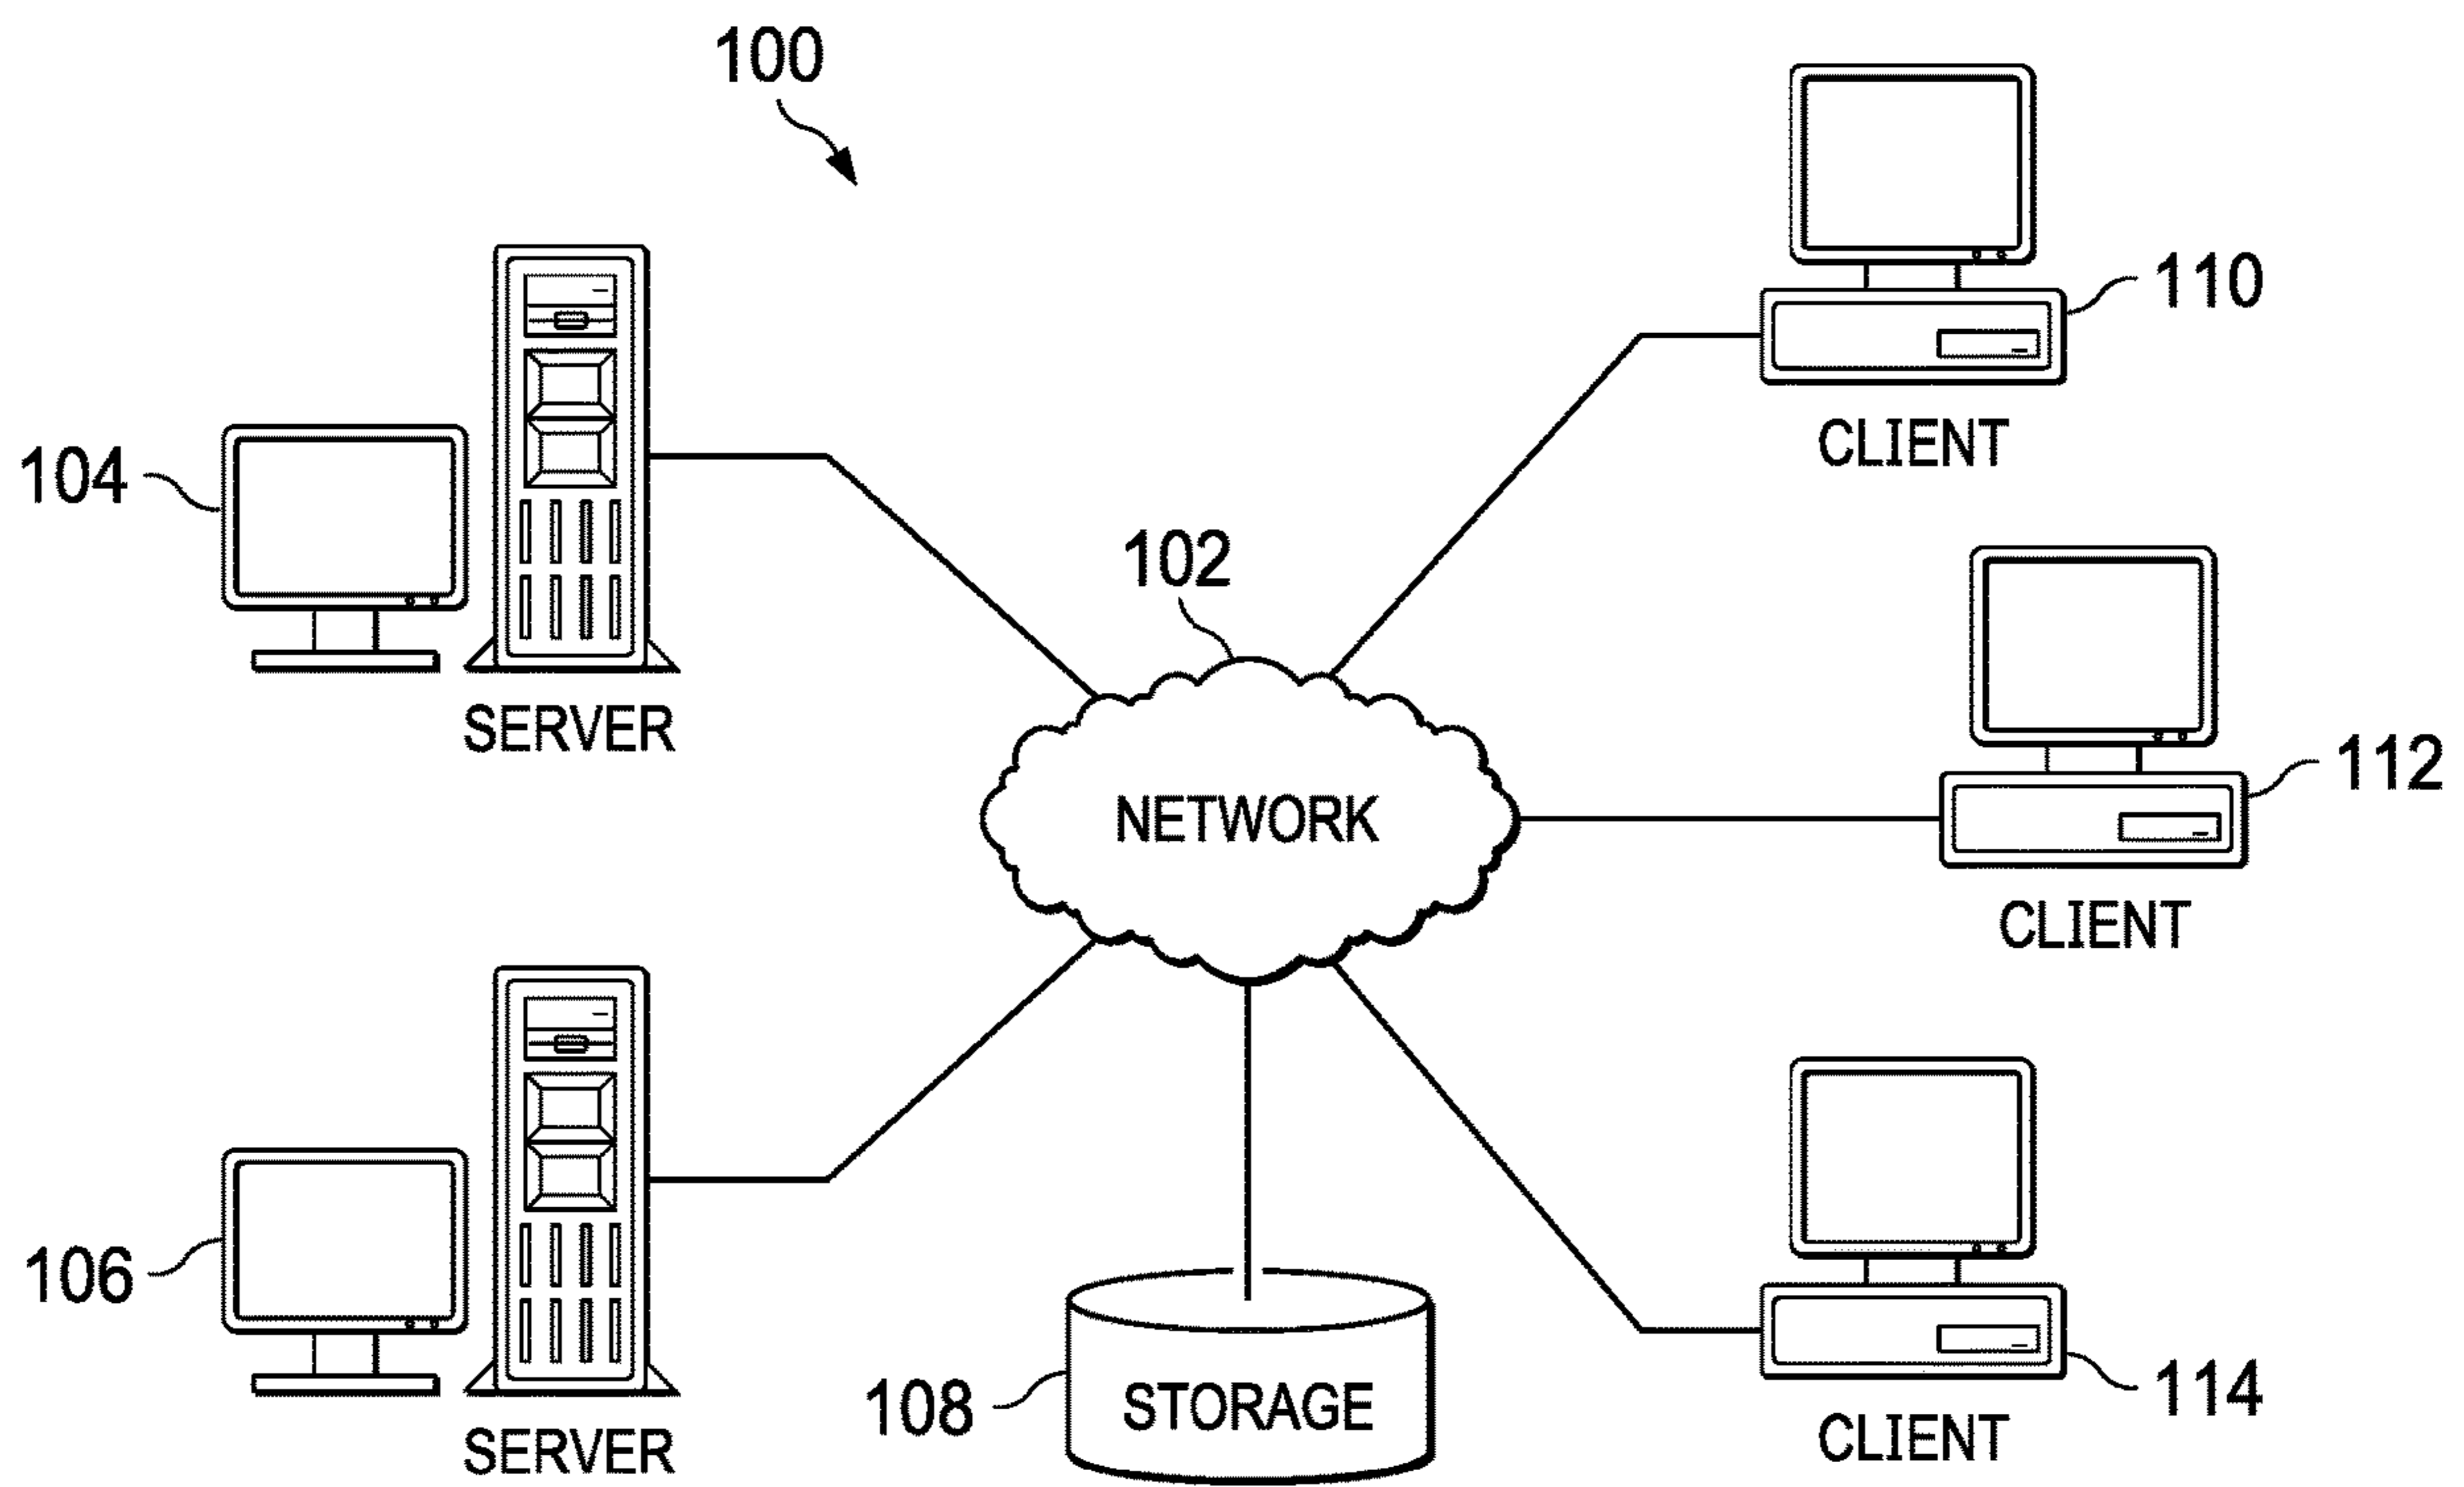 100
110
CLIENT
104
SERVER
102
NETWORK
112
CLIENT
106
SERVER
108
STORAGE
114
CLIENT